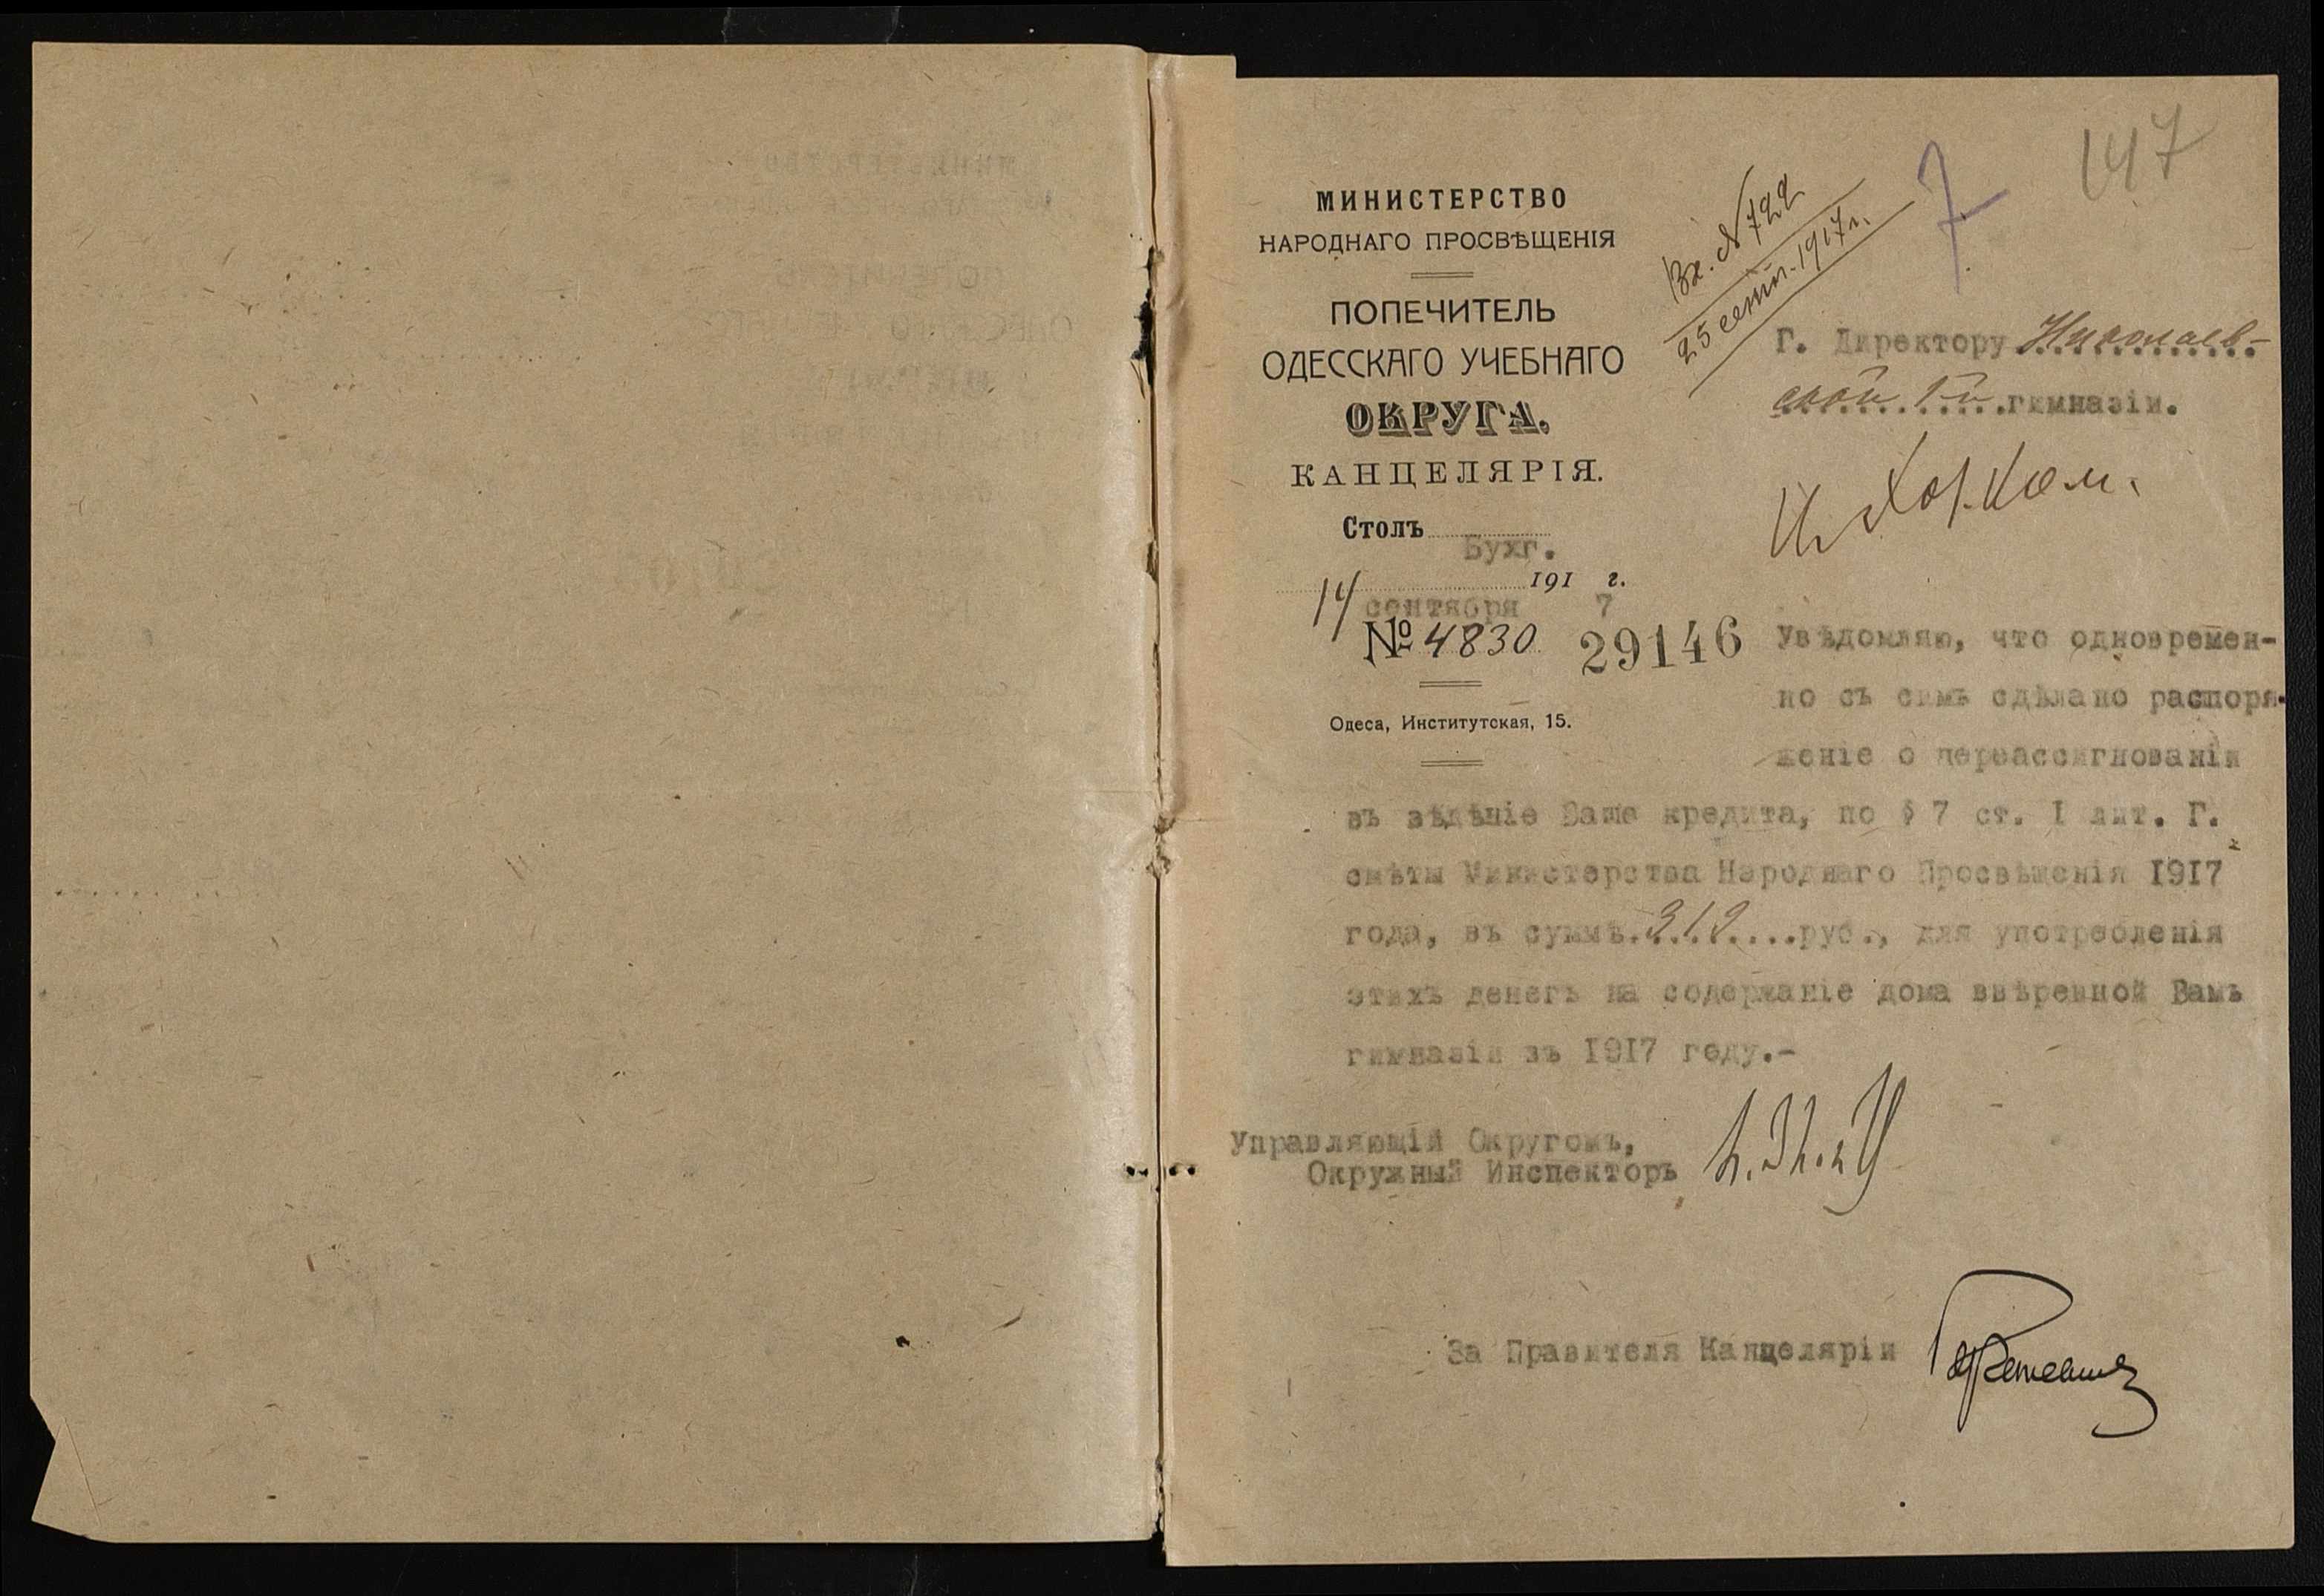 147
7
Вх. № 722
25 сент. 1917 г.
МИНИСТЕРСТВО
НАРОДНАГО ПРОСВѢЩЕНІЯ
ПОПЕЧИТЕЛЬ
ОДЕССКАГО УЧЕБНАГО
ОКРУГА.
КАНЦЕЛЯРІЯ.
Столъ
Бухг.
191 г.
14 сентября 7
№ 4830 29146
Одеса, Институтская, 15.
Г. Директору Николаев-
ской 1-й гимназіи.
Увѣдомляю, что одновремен-
но съ симъ сдѣлано распоря-
женіе о переассигнованіи
въ вѣдѣніе Ваше кредита, по § 7 ст. I лит. Г.
смѣты Министерства Народнаго Просвѣщенія 1917
года, въ суммѣ 312 руб., для употребленія
этихъ денегъ на содержаніе дома ввѣренной Вамъ
гимназіи въ 1917 году.-
Управляющій Округомъ,
Окружный Инспекторъ
За Правителя Канцеляріи